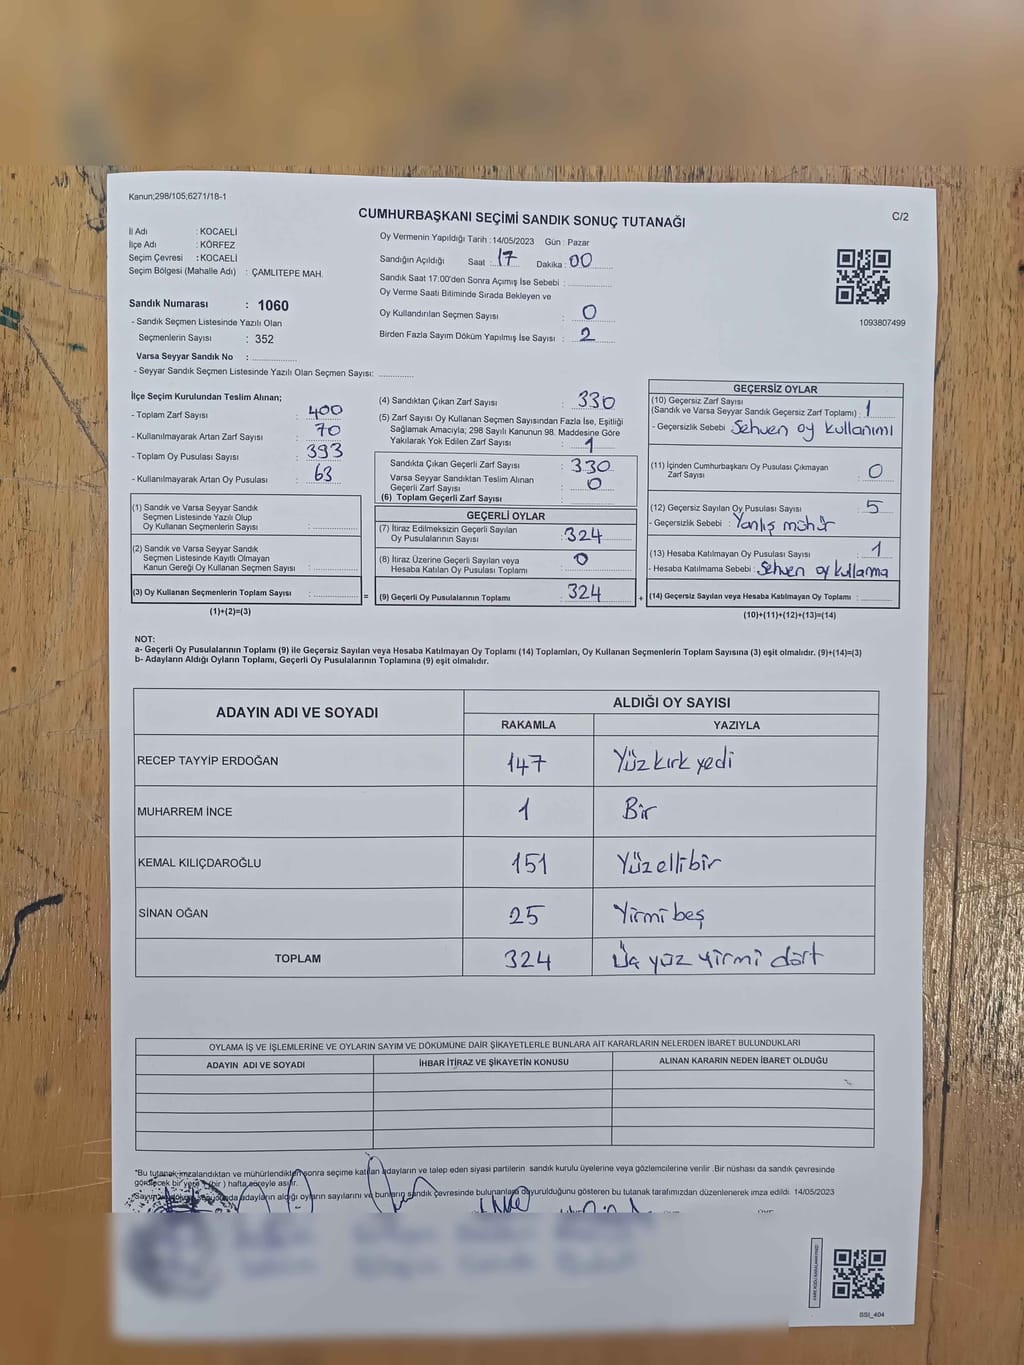 Kanun;298/105;6271/18-1
CUMHURBAŞKANI SEÇİMİ SANDIK SONUÇ TUTANAĞI
C/2
İl Adı : KOCAELİ
İlçe Adı : KÖRFEZ
Seçim Çevresi : KOCAELİ
Seçim Bölgesi (Mahalle Adı) : ÇAMLITEPE MAH.
Sandık Numarası : 1060
- Sandık Seçmen Listesinde Yazılı Olan
Seçmenlerin Sayısı : 352
Varsa Seyyar Sandık No :
- Seyyar Sandık Seçmen Listesinde Yazılı Olan Seçmen Sayısı:
Oy Vermenin Yapıldığı Tarih : 14/05/2023 Gün : Pazar
Sandığın Açıldığı Saat : 17 Dakika : 00
Sandık Saat 17:00'den Sonra Açımış İse Sebebi :
Oy Verme Saati Bitiminde Sırada Bekleyen ve
Oy Kullandırılan Seçmen Sayısı : 0
Birden Fazla Sayım Döküm Yapılmış İse Sayısı : 2
1093807499
İlçe Seçim Kurulundan Teslim Alınan;
- Toplam Zarf Sayısı : 400
- Kullanılmayarak Artan Zarf Sayısı : 70
- Toplam Oy Pusulası Sayısı : 393
- Kullanılmayarak Artan Oy Pusulası : 63
(1) Sandık ve Varsa Seyyar Sandık
Seçmen Listesinde Yazılı Olup
Oy Kullanan Seçmenlerin Sayısı :
(2) Sandık ve Varsa Seyyar Sandık
Seçmen Listesinde Kayıtlı Olmayan
Kanun Gereği Oy Kullanan Seçmen Sayısı :
(3) Oy Kullanan Seçmenlerin Toplam Sayısı :
(1)+(2)=(3)
(4) Sandıktan Çıkan Zarf Sayısı : 330
(5) Zarf Sayısı Oy Kullanan Seçmen Sayısından Fazla İse, Eşitliği
Sağlamak Amacıyla; 298 Sayılı Kanunun 98. Maddesine Göre
Yakılarak Yok Edilen Zarf Sayısı : 1
Sandıkta Çıkan Geçerli Zarf Sayısı : 330
Varsa Seyyar Sandıktan Teslim Alınan
Geçerli Zarf Sayısı : 0
(6) Toplam Geçerli Zarf Sayısı :
GEÇERLİ OYLAR
(7) İtiraz Edilmeksizin Geçerli Sayılan
Oy Pusulalarının Sayısı : 324
(8) İtiraz Üzerine Geçerli Sayılan veya
Hesaba Katılan Oy Pusulası Toplamı : 0
= (9) Geçerli Oy Pusulalarının Toplamı : 324 +
GEÇERSİZ OYLAR
(10) Geçersiz Zarf Sayısı
(Sandık ve Varsa Seyyar Sandık Geçersiz Zarf Toplamı) : 1
- Geçersizlik Sebebi : Sehven oy kullanımı
(11) İçinden Cumhurbaşkanı Oy Pusulası Çıkmayan
Zarf Sayısı : 0
(12) Geçersiz Sayılan Oy Pusulası Sayısı : 5
- Geçersizlik Sebebi : Yanlış mühür
(13) Hesaba Katılmayan Oy Pusulası Sayısı : 1
- Hesaba Katılmama Sebebi : Sehven oy kullanma
(14) Geçersiz Sayılan veya Hesaba Katılmayan Oy Toplamı :
(10)+(11)+(12)+(13)=(14)
NOT:
a- Geçerli Oy Pusulalarının Toplamı (9) ile Geçersiz Sayılan veya Hesaba Katılmayan Oy Toplamı (14) Toplamları, Oy Kullanan Seçmenlerin Toplam Sayısına (3) eşit olmalıdır. (9)+(14)=(3)
b- Adayların Aldığı Oyların Toplamı, Geçerli Oy Pusulalarının Toplamına (9) eşit olmalıdır.
ADAYIN ADI VE SOYADI ALDIĞI OY SAYISI
RAKAMLA YAZIYLA
RECEP TAYYİP ERDOĞAN 147 Yüz kırk yedi
MUHARREM İNCE 1 Bir
KEMAL KILIÇDAROĞLU 151 Yüz elli bir
SİNAN OĞAN 25 Yirmi beş
TOPLAM 324 Üç yüz yirmi dört
OYLAMA İŞ VE İŞLEMLERİNE VE OYLARIN SAYIM VE DÖKÜMÜNE DAİR ŞİKAYETLERLE BUNLARA AİT KARARLARIN NELERDEN İBARET BULUNDUKLARI
ADAYIN ADI VE SOYADI İHBAR İTİRAZ VE ŞİKAYETİN KONUSU ALINAN KARARIN NEDEN İBARET OLDUĞU
*Bu tutanak imzalandıktan ve mühürlendikten sonra seçime katılan adayların ve talep eden siyasi partilerin sandık kurulu üyelerine veya gözlemcilerine verilir .Bir nüshası da sandık çevresinde
görülecek bir yere 1 (bir ) hafta süreyle asılır.
adayların aldığı oyların sayılarını ve bunların sandık çevresinde bulunanlara duyurulduğunu gösteren bu tutanak tarafımızdan düzenlenerek imza edildi. 14/05/2023
SSI_404